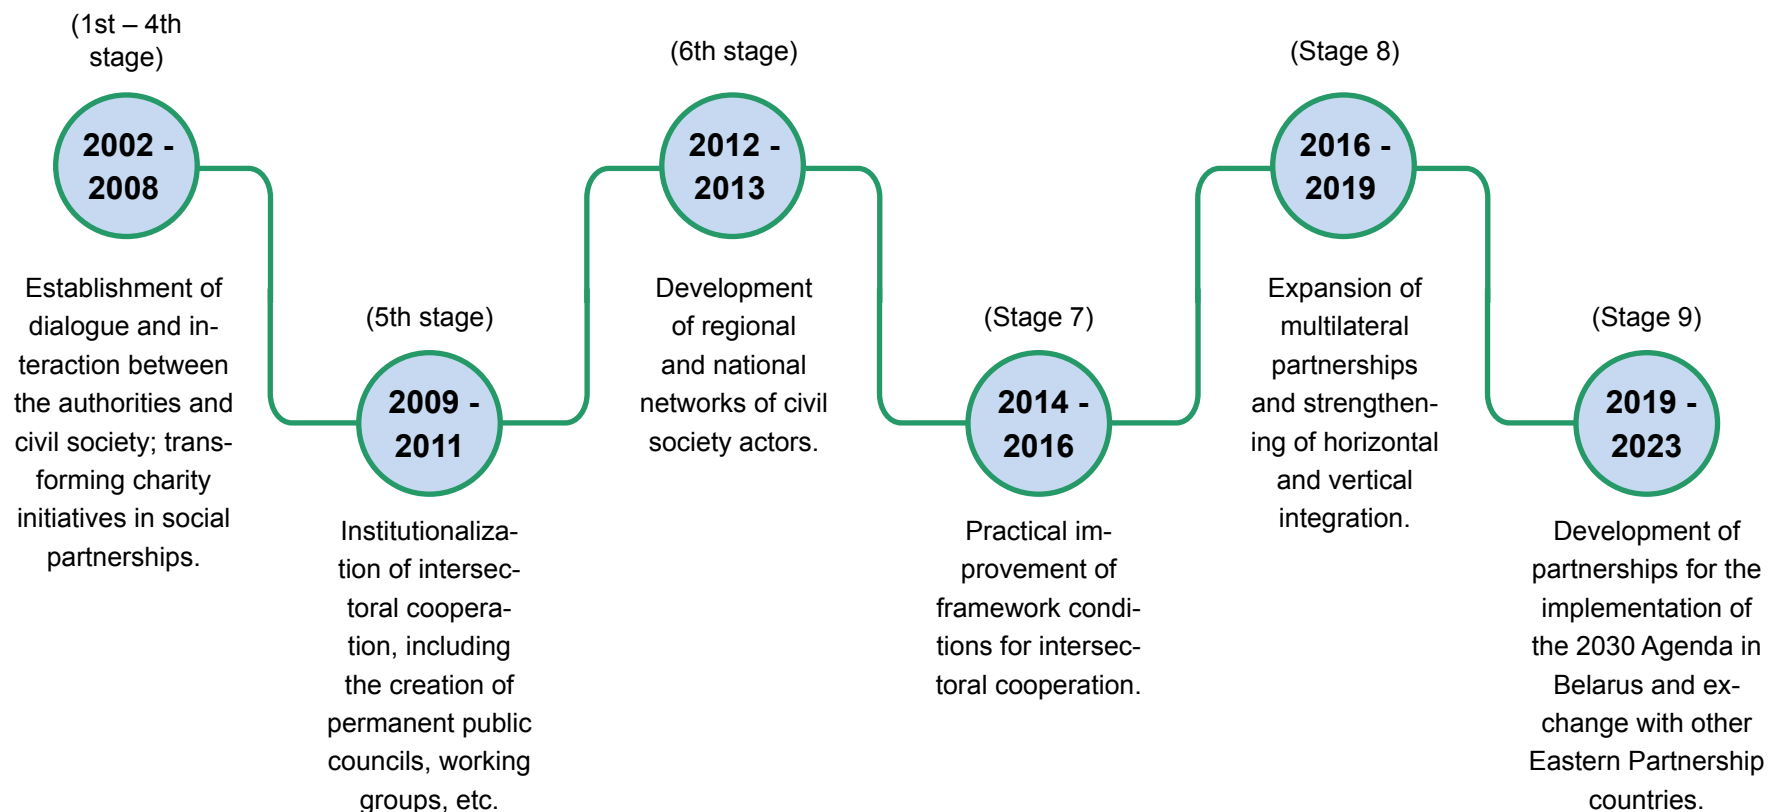 (1st – 4th
stage)
2002 -
2008
Establishment of
dialogue and in-
teraction between
the authorities and
civil society; trans-
forming charity
initiatives in social
partnerships.
(5th stage)
2009 -
2011
Institutionaliza-
tion of intersec-
toral coopera-
tion, including
the creation of
permanent public
councils, working
groups, etc.
(6th stage)
2012 -
2013
Development
of regional
and national
networks of civil
society actors.
(Stage 7)
2014 -
2016
Practical im-
provement of
framework condi-
tions for intersec-
toral cooperation.
(Stage 8)
2016 -
2019
Expansion of
multilateral
partnerships
and strengthen-
ing of horizontal
and vertical
integration.
(Stage 9)
2019 -
2023
Development of
partnerships for the
implementation of
the 2030 Agenda in
Belarus and ex-
change with other
Eastern Partnership
countries.